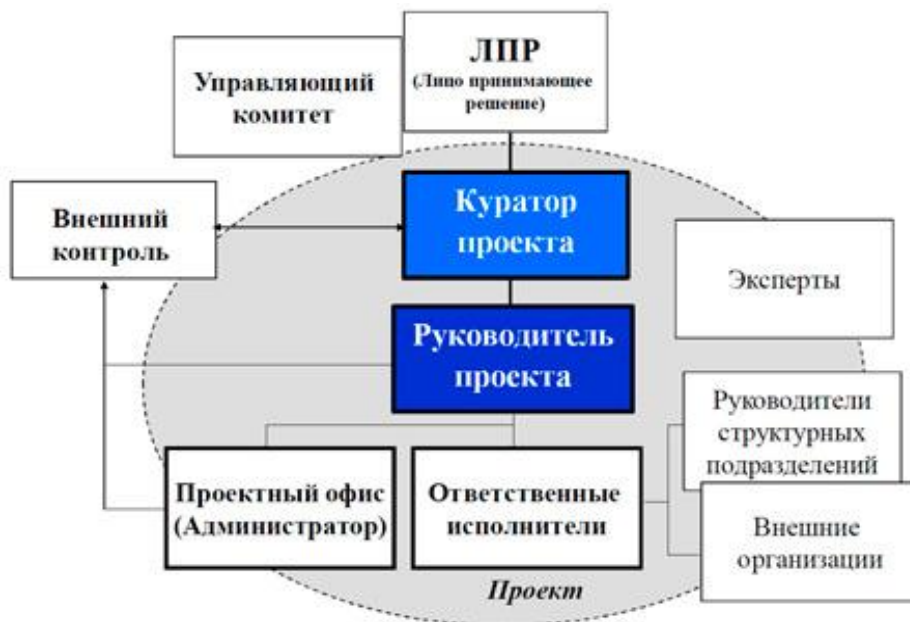 ЛПР
(Лицо принимающее
решение)
Управляющий
комитет
Куратор
проекта
Внешний
контроль
Эксперты
Руководитель
проекта
Руководители
структурных
подразделений
Проектный офис
(Администратор)
Ответственные
исполнители
Внешние
организации
Проект